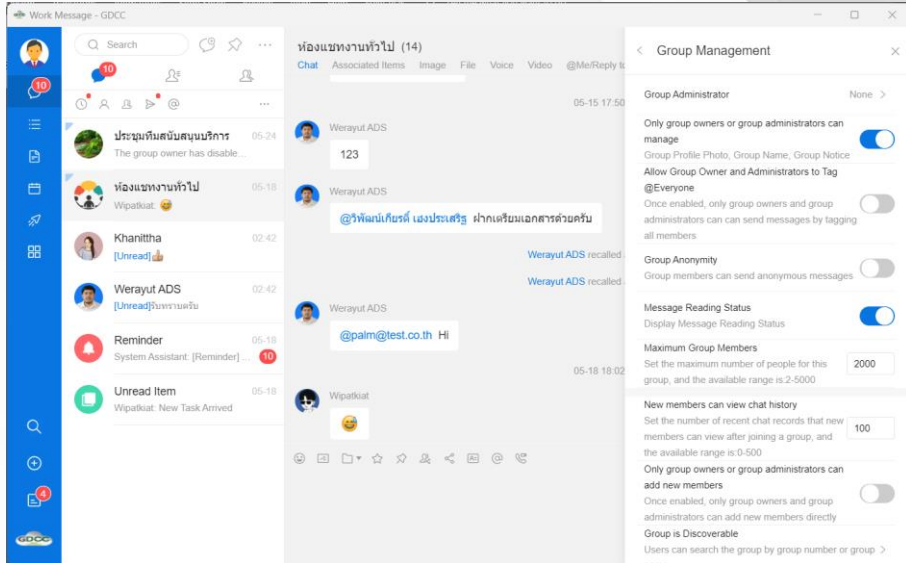 Work Message - GDCC
Search
10
10
ประชุมทีมสนับสนุนบริการ 05-24
The group owner has disable...
ห้องแชทงานทั่วไป 05-18
Wipatkiat: 😅
Khanittha 02:42
[Unread]👍
Werayut ADS 02:42
[Unread]รับทราบครับ
Reminder 05-18
System Assistant: [Reminder] ... 10
Unread Item 05-18
Wipatkiat: New Task Arrived
4
GDCC
ห้องแชทงานทั่วไป (14)
Chat Associated Items Image File Voice Video @Me/Reply to
05-15 17:50
Werayut ADS
123
Werayut ADS
@วิพัฒน์เกียรติ์ เฮงประเสริฐ ฝากเตรียมเอกสารด้วยครับ
Werayut ADS recalled
Werayut ADS recalled
Werayut ADS
@palm@test.co.th Hi
05-18 18:02
Wipatkiat
😅
Group Management
Group Administrator None
Only group owners or group administrators can
manage
Group Profile Photo, Group Name, Group Notice
Allow Group Owner and Administrators to Tag
@Everyone
Once enabled, only group owners and group
administrators can can send messages by tagging
all members
Group Anonymity
Group members can send anonymous messages
Message Reading Status
Display Message Reading Status
Maximum Group Members
Set the maximum number of people for this
group, and the available range is:2-5000
2000
New members can view chat history
Set the number of recent chat records that new
members can view after joining a group, and
the available range is:0-500
100
Only group owners or group administrators can
add new members
Once enabled, only group owners and group
administrators can add new members directly
Group is Discoverable
Users can search the group by group number or group